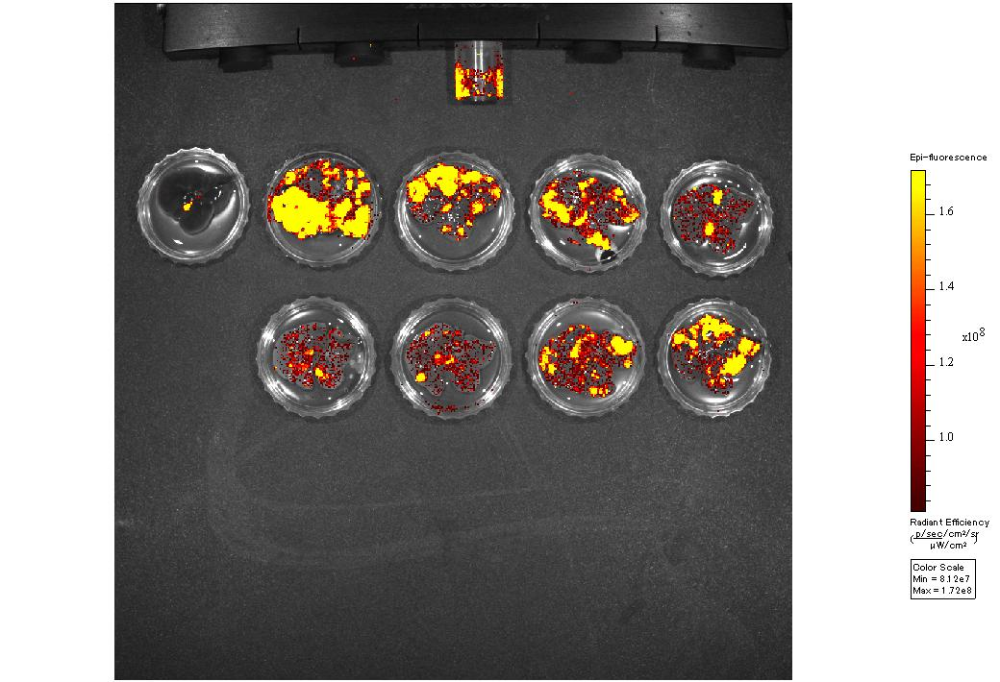 Epi-fluorescence
1.6
1.4
x10⁸
1.2
1.0
Radiant Efficiency
(p/sec/cm²/sr
µW/cm²)
Color Scale
Min = 8.12e7
Max = 1.72e8